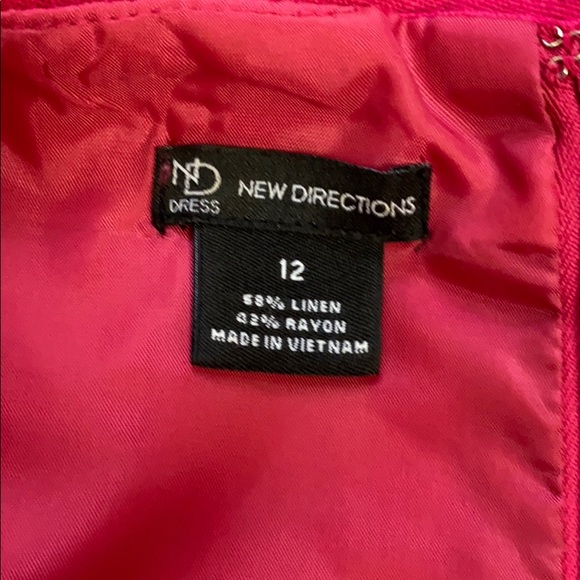 ND
DRESS NEW DIRECTIONS
12
58% LINEN
42% RAYON
MADE IN VIETNAM